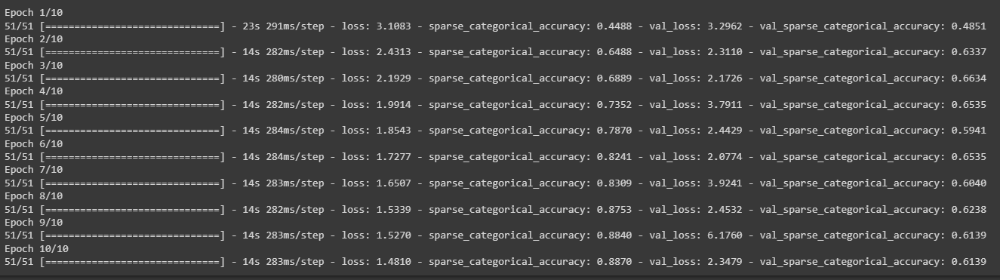 Epoch 1/10
51/51 [==============================] - 23s 291ms/step - loss: 3.1083 - sparse_categorical_accuracy: 0.4488 - val_loss: 3.2962 - val_sparse_categorical_accuracy: 0.4851
Epoch 2/10
51/51 [==============================] - 14s 282ms/step - loss: 2.4313 - sparse_categorical_accuracy: 0.6488 - val_loss: 2.3110 - val_sparse_categorical_accuracy: 0.6337
Epoch 3/10
51/51 [==============================] - 14s 280ms/step - loss: 2.1929 - sparse_categorical_accuracy: 0.6889 - val_loss: 2.1726 - val_sparse_categorical_accuracy: 0.6634
Epoch 4/10
51/51 [==============================] - 14s 282ms/step - loss: 1.9914 - sparse_categorical_accuracy: 0.7352 - val_loss: 3.7911 - val_sparse_categorical_accuracy: 0.6535
Epoch 5/10
51/51 [==============================] - 14s 284ms/step - loss: 1.8543 - sparse_categorical_accuracy: 0.7870 - val_loss: 2.4429 - val_sparse_categorical_accuracy: 0.5941
Epoch 6/10
51/51 [==============================] - 14s 284ms/step - loss: 1.7277 - sparse_categorical_accuracy: 0.8241 - val_loss: 2.0774 - val_sparse_categorical_accuracy: 0.6535
Epoch 7/10
51/51 [==============================] - 14s 283ms/step - loss: 1.6507 - sparse_categorical_accuracy: 0.8309 - val_loss: 3.9241 - val_sparse_categorical_accuracy: 0.6040
Epoch 8/10
51/51 [==============================] - 14s 282ms/step - loss: 1.5339 - sparse_categorical_accuracy: 0.8753 - val_loss: 2.4532 - val_sparse_categorical_accuracy: 0.6238
Epoch 9/10
51/51 [==============================] - 14s 283ms/step - loss: 1.5270 - sparse_categorical_accuracy: 0.8840 - val_loss: 6.1760 - val_sparse_categorical_accuracy: 0.6139
Epoch 10/10
51/51 [==============================] - 14s 283ms/step - loss: 1.4810 - sparse_categorical_accuracy: 0.8870 - val_loss: 2.3479 - val_sparse_categorical_accuracy: 0.6139